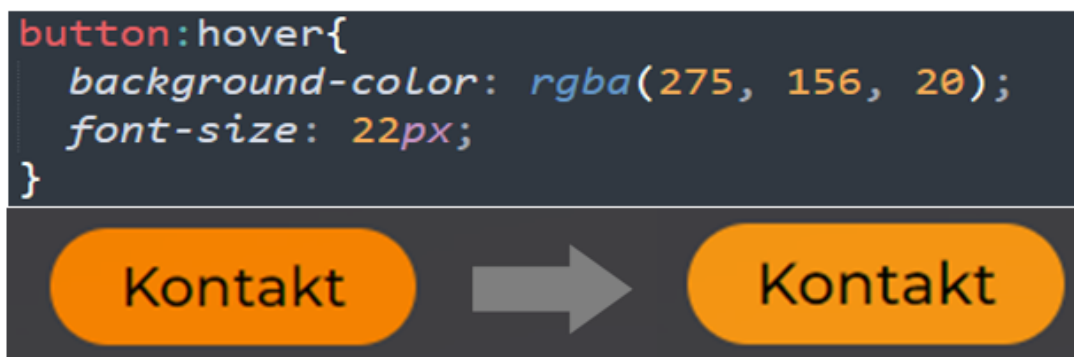 button:hover{
background-color: rgba(275, 156, 20);
font-size: 22px;
}
Kontakt Kontakt